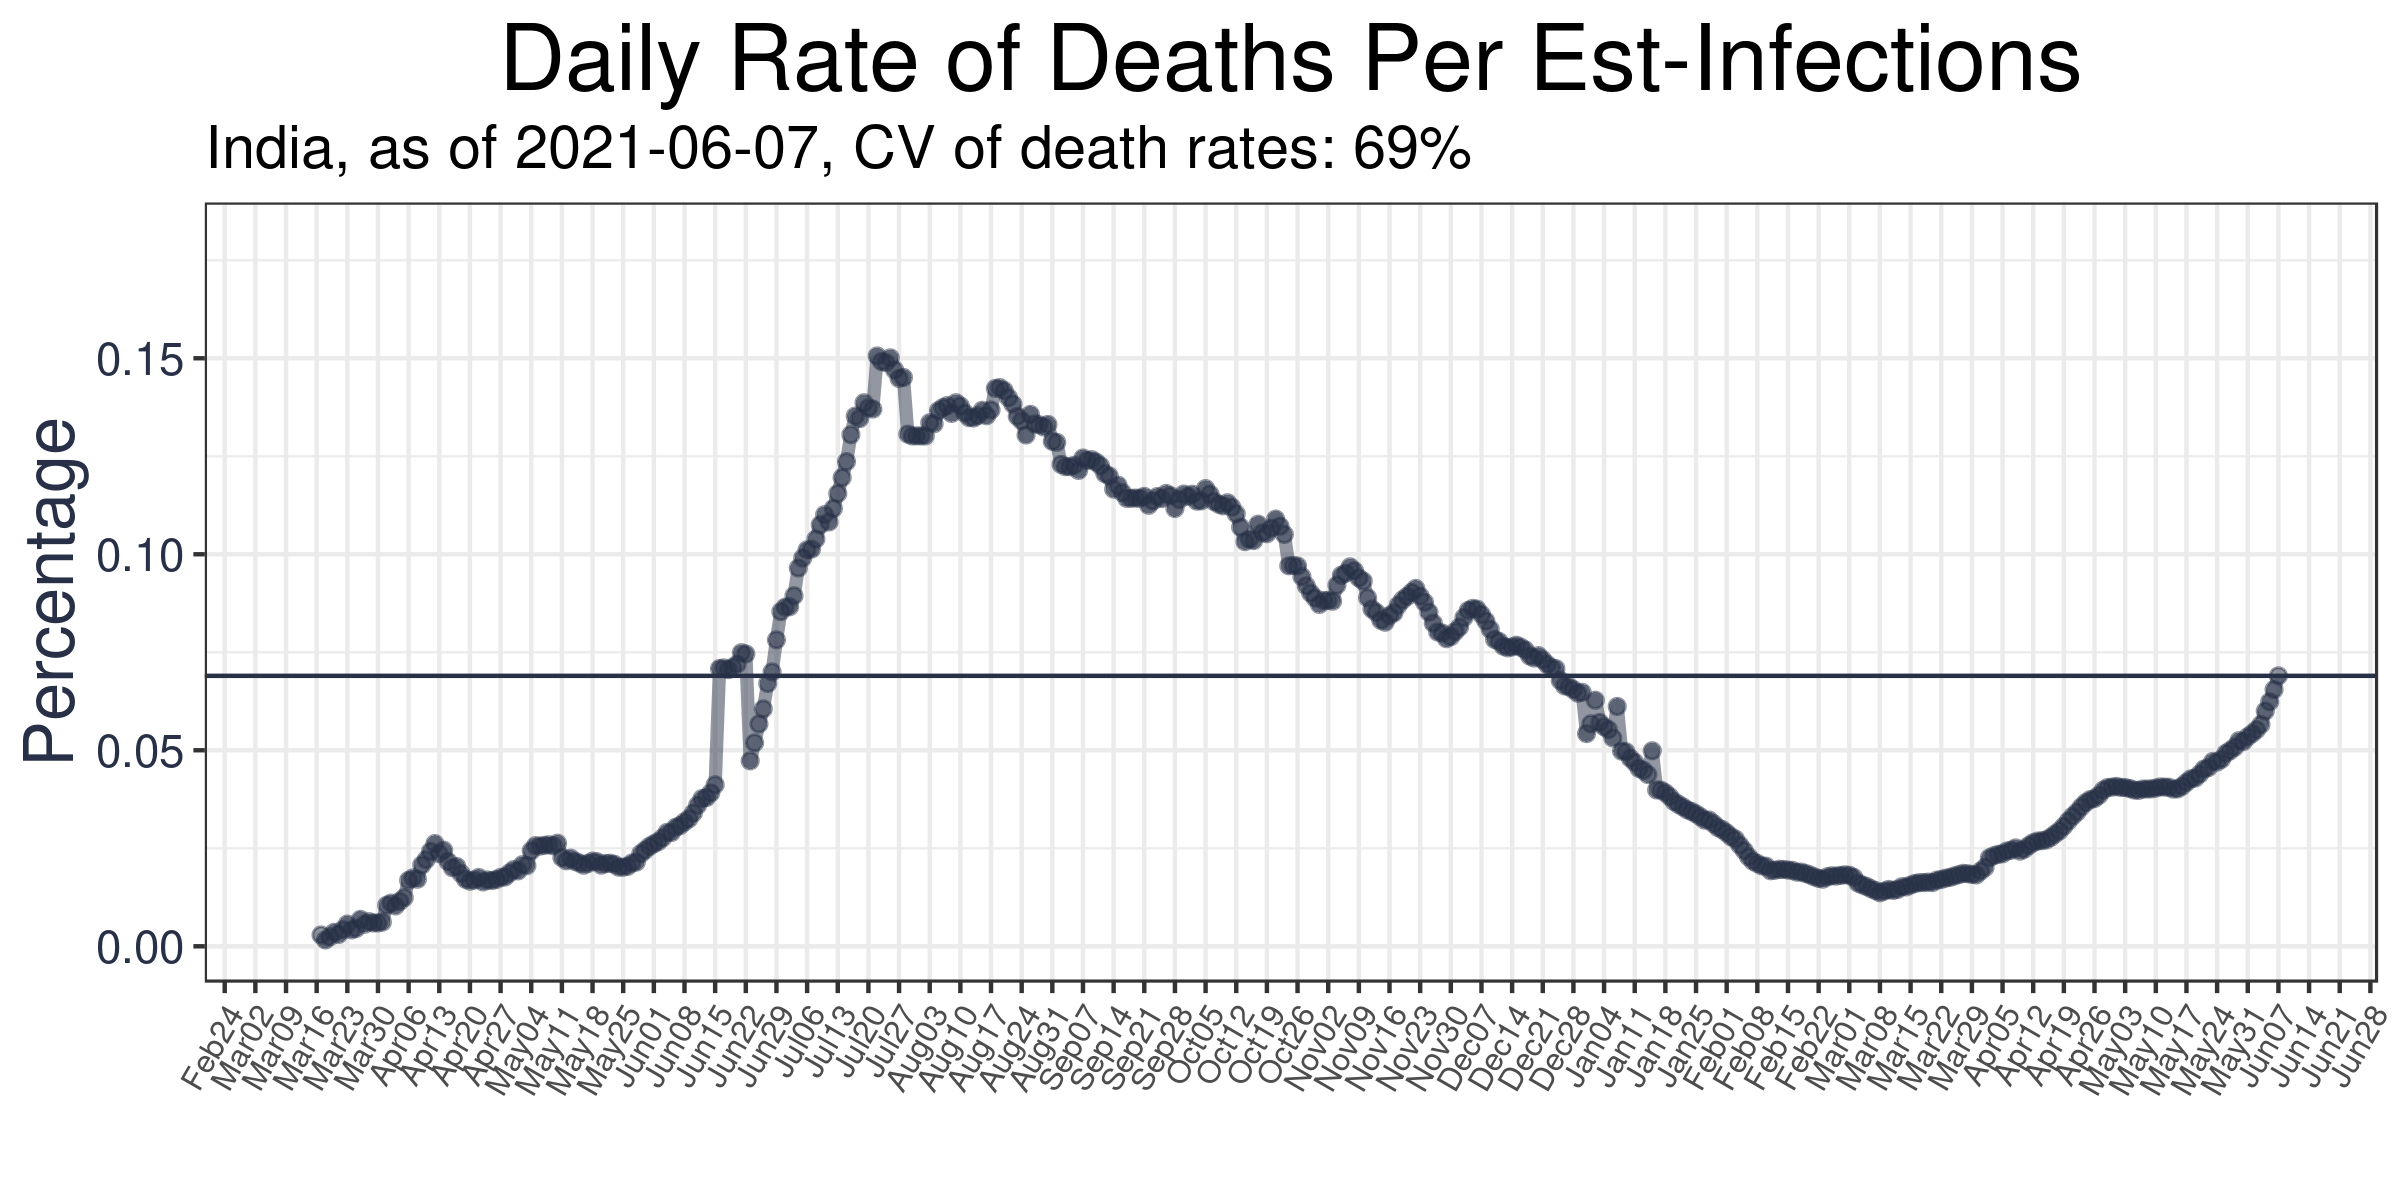 Daily Rate of Deaths Per Est-Infections
India, as of 2021-06-07, CV of death rates: 69%
Percentage
0.15
0.10
0.05
0.00
Feb24
Mar02
Mar09
Mar16
Mar23
Mar30
Apr06
Apr13
Apr20
Apr27
May04
May11
May18
May25
Jun01
Jun08
Jun15
Jun22
Jun29
Jul06
Jul13
Jul20
Jul27
Aug03
Aug10
Aug17
Aug24
Aug31
Sep07
Sep14
Sep21
Sep28
Oct05
Oct12
Oct19
Oct26
Nov02
Nov09
Nov16
Nov23
Nov30
Dec07
Dec14
Dec21
Dec28
Jan04
Jan11
Jan18
Jan25
Feb01
Feb08
Feb15
Feb22
Mar01
Mar08
Mar15
Mar22
Mar29
Apr05
Apr12
Apr19
Apr26
May03
May10
May17
May24
May31
Jun07
Jun14
Jun21
Jun28